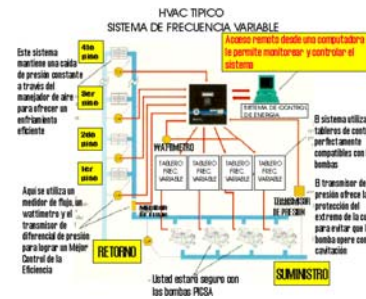 HVAC TIPICO
SISTEMA DE FRECUENCIA VARIABLE
Acceso remoto desde una computadora
le permite monitorear y controlar el
sistema
Este sistema
mantiene una caída
de presión constante
a través del
manejador de aire
para ofrecer un
enfriamiento
eficiente
4to
piso
3er
piso
2do
piso
1er
piso
SISTEMA DE CONTROL
DE ENERGIA
WATOMETRO
El sistema utiliza
tableros de cont
perfectamente
compatibles con l
bombas
TABLERO
FREC.
VARIABLE
TABLERO
FREC.
VARIABLE
TABLERO
FREC.
VARIABLE
TABLERO
FREC.
VARIABLE
Aqui se utiliza un
medidor de flujo, un
wattmetro y el
transmisor de
diferencial de presión
para lograr un Mejor
Control de la
Eficiencia
DE PRESION
El transmisor de
presión ofrece la
protección del
extremo de la cu
para evitar que l
bomba opere con
cavitación
RETORNO
SUMINISTRO
Usted estará seguro con
las bombas PICSA